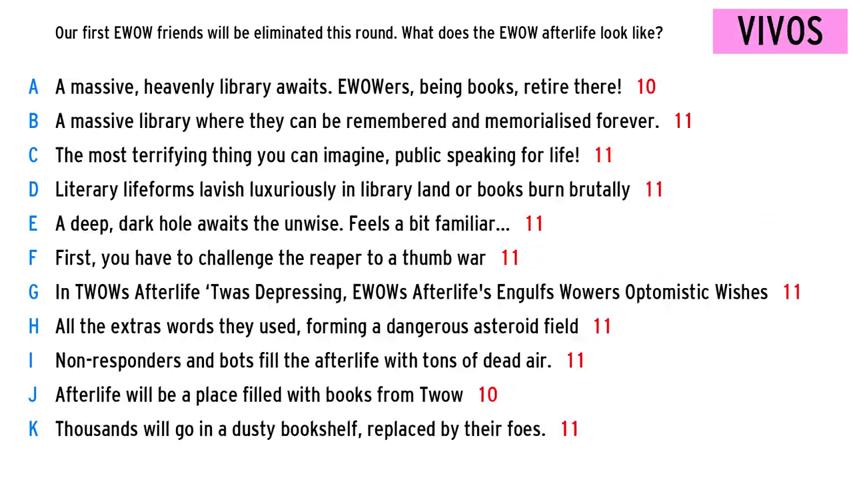 Our first EWOW friends will be eliminated this round. What does the EWOW afterlife look like?
VIVOS
A A massive, heavenly library awaits. EWOWers, being books, retire there! 10
B A massive library where they can be remembered and memorialised forever. 11
C The most terrifying thing you can imagine, public speaking for life! 11
D Literary lifeforms lavish luxuriously in library land or books burn brutally 11
E A deep, dark hole awaits the unwise. Feels a bit familiar... 11
F First, you have to challenge the reaper to a thumb war 11
G In TWOWs Afterlife ‘Twas Depressing, EWOWs Afterlife's Engulfs Wowers Optomistic Wishes 11
H All the extras words they used, forming a dangerous asteroid field 11
I Non-responders and bots fill the afterlife with tons of dead air. 11
J Afterlife will be a place filled with books from Twow 10
K Thousands will go in a dusty bookshelf, replaced by their foes. 11